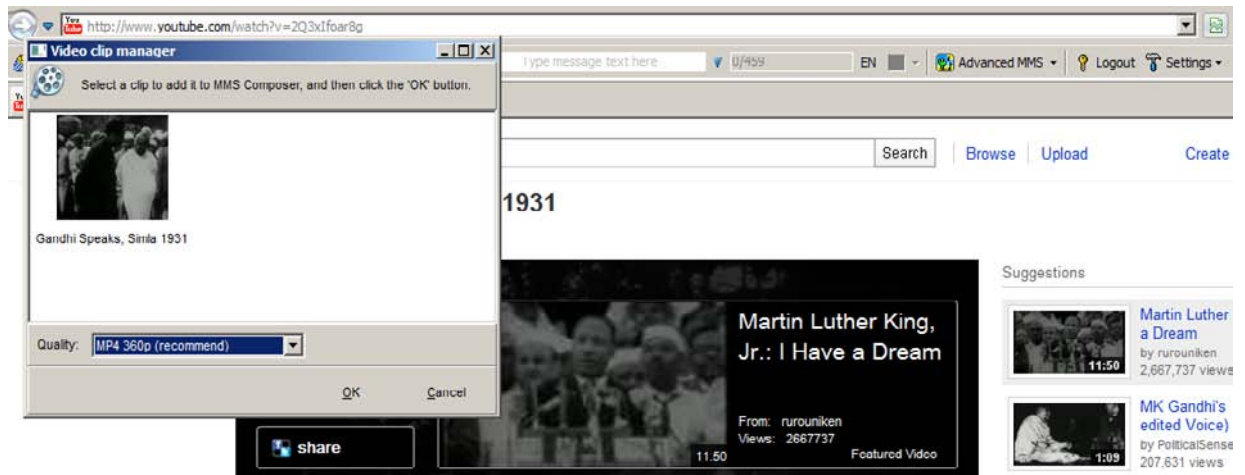 You Tube http://www.youtube.com/watch?v=2Q3xIfoar8g
Video clip manager
Type message text here 0/459 EN Advanced MMS Logout Settings
Select a clip to add it to MMS Composer, and then click the 'OK' button.
Search Browse Upload Create
1931
Gandhi Speaks, Simla 1931
Suggestions
Martin Luther King,
Jr.: I Have a Dream
From: rurouniken
Views: 2667737
11:50 Featured Video
share
Martin Luther
a Dream
by rurouniken
11:50 2,667,737 views
MK Gandhi's
edited Voice)
by PoliticalSense
1:09 207,631 views
Quality: MP4 360p (recommend)
OK Cancel